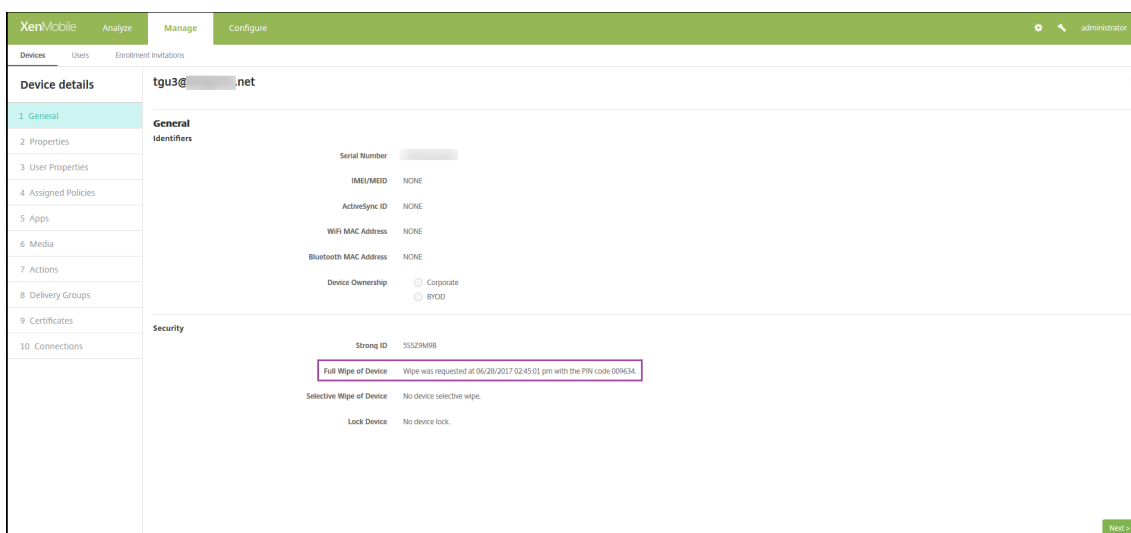 XenMobile Analyze Manage Configure administrator
Devices Users Enrollment Invitations
Device details
1 General
2 Properties
3 User Properties
4 Assigned Policies
5 Apps
6 Media
7 Actions
8 Delivery Groups
9 Certificates
10 Connections
tgu3@ .net
General
Identifiers
Serial Number
IMEI/MEID NONE
ActiveSync ID NONE
WiFi MAC Address NONE
Bluetooth MAC Address NONE
Device Ownership Corporate
BYOD
Security
Strong ID 5SSZ9M9B
Full Wipe of Device Wipe was requested at 06/28/2017 02:45:01 pm with the PIN code 009634.
Selective Wipe of Device No device selective wipe.
Lock Device No device lock.
Next >